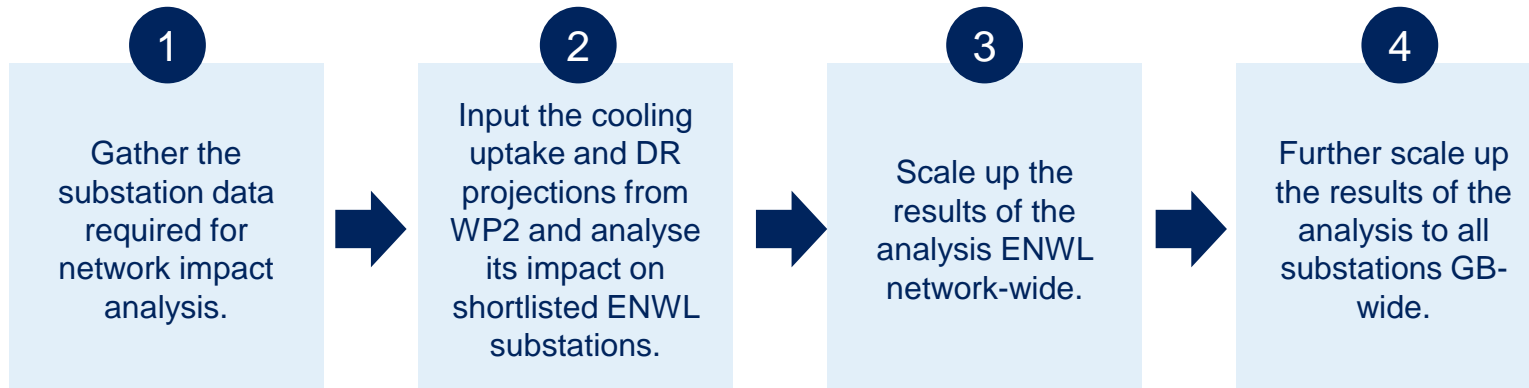 1
Gather the
substation data
required for
network impact
analysis.
2
Input the cooling
uptake and DR
projections from
WP2 and analyse
its impact on
shortlisted ENWL
substations.
3
Scale up the
results of the
analysis ENWL
network-wide.
4
Further scale up
the results of the
analysis to all
substations GB-
wide.